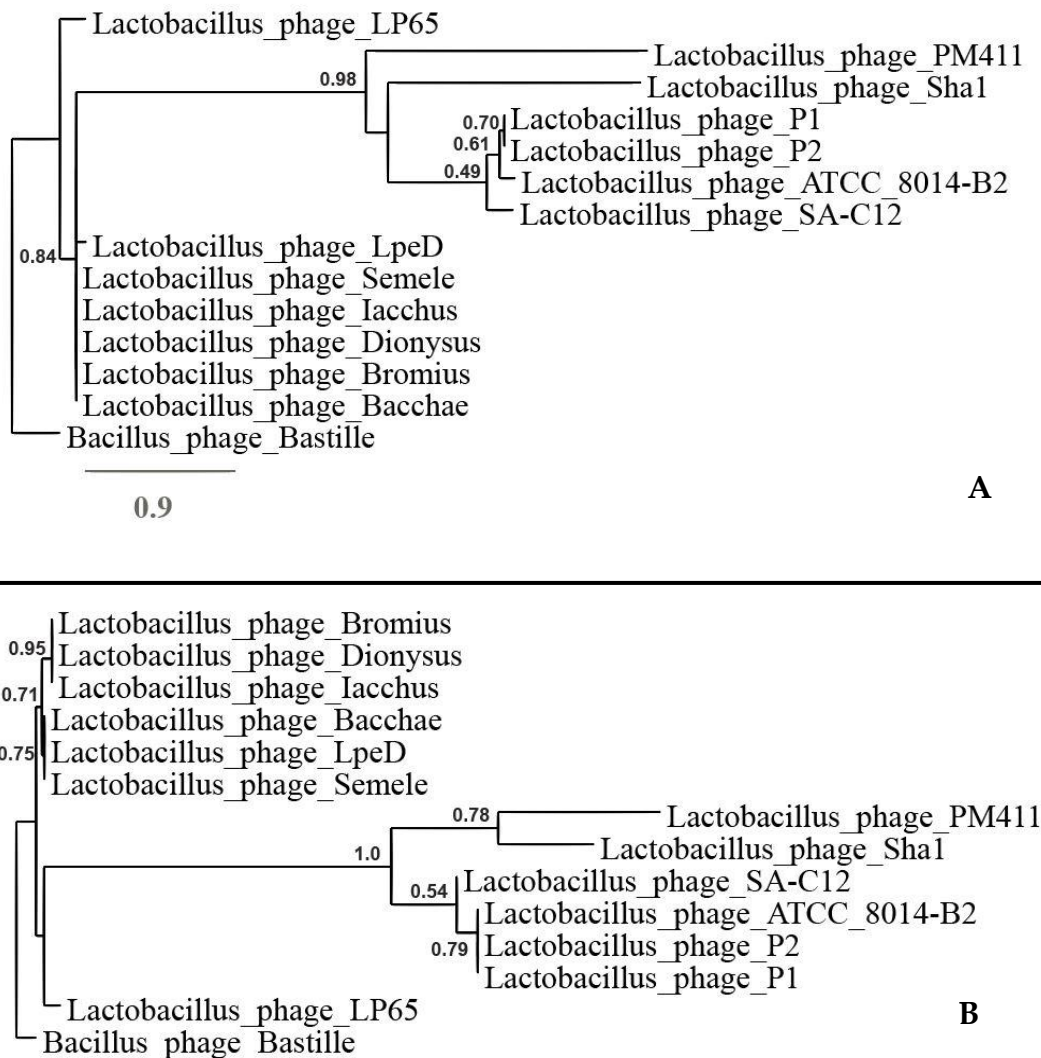 Lactobacillus_phage_LP65
Lactobacillus_phage_PM411
0.98
Lactobacillus_phage_Sha1
0.70
Lactobacillus_phage_P1
0.61
Lactobacillus_phage_P2
0.49
Lactobacillus_phage_ATCC_8014-B2
Lactobacillus_phage_SA-C12
0.84
Lactobacillus_phage_LpeD
Lactobacillus_phage_Semele
Lactobacillus_phage_Iacchus
Lactobacillus_phage_Dionysus
Lactobacillus_phage_Bromius
Lactobacillus_phage_Bacchae
Bacillus_phage_Bastille
0.9
A
Lactobacillus_phage_Bromius
0.95
Lactobacillus_phage_Dionysus
0.71
Lactobacillus_phage_Iacchus
Lactobacillus_phage_Bacchae
0.75
Lactobacillus_phage_LpeD
Lactobacillus_phage_Semele
0.78
Lactobacillus_phage_PM411
1.0
Lactobacillus_phage_Sha1
0.54
Lactobacillus_phage_SA-C12
Lactobacillus_phage_ATCC_8014-B2
0.79
Lactobacillus_phage_P2
Lactobacillus_phage_P1
Lactobacillus_phage_LP65
B
Bacillus_phage_Bastille